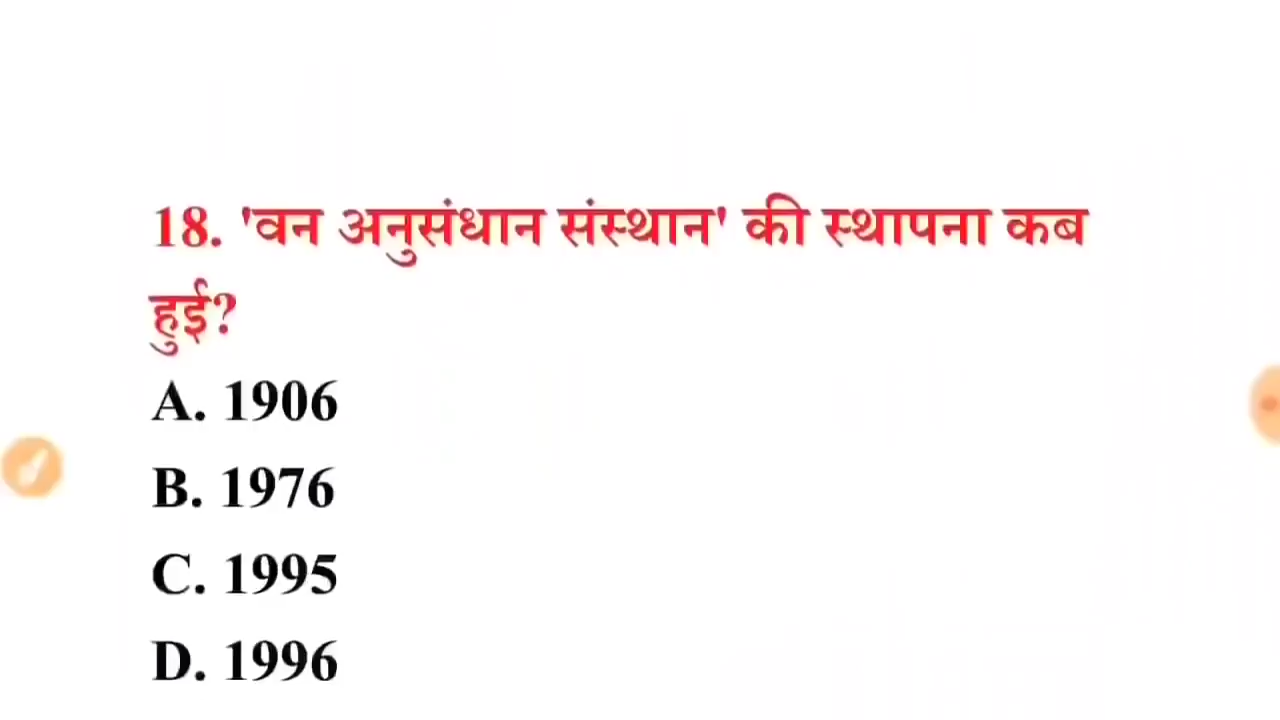 18. 'वन अनुसंधान संस्थान' की स्थापना कब
हुई?
A. 1906
B. 1976
C. 1995
D. 1996